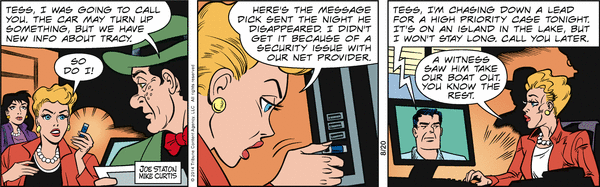 TESS, I WAS GOING TO CALL
YOU. THE CAR MAY TURN UP
SOMETHING, BUT WE HAVE
NEW INFO ABOUT TRACY.
SO
DO I!
JOE STATON
MIKE CURTIS
HERE'S THE MESSAGE
DICK SENT THE NIGHT HE
DISAPPEARED. I DIDN'T
GET IT BECAUSE OF A
SECURITY ISSUE WITH
OUR NET PROVIDER.
© 2014 Tribune Content Agency, LLC. All rights reserved.
TESS, I'M CHASING DOWN A LEAD
FOR A HIGH PRIORITY CASE TONIGHT.
IT'S ON AN ISLAND IN THE LAKE, BUT
I WON'T STAY LONG. CALL YOU LATER.
A WITNESS
SAW HIM TAKE
OUR BOAT OUT.
YOU KNOW THE
REST.
8/20